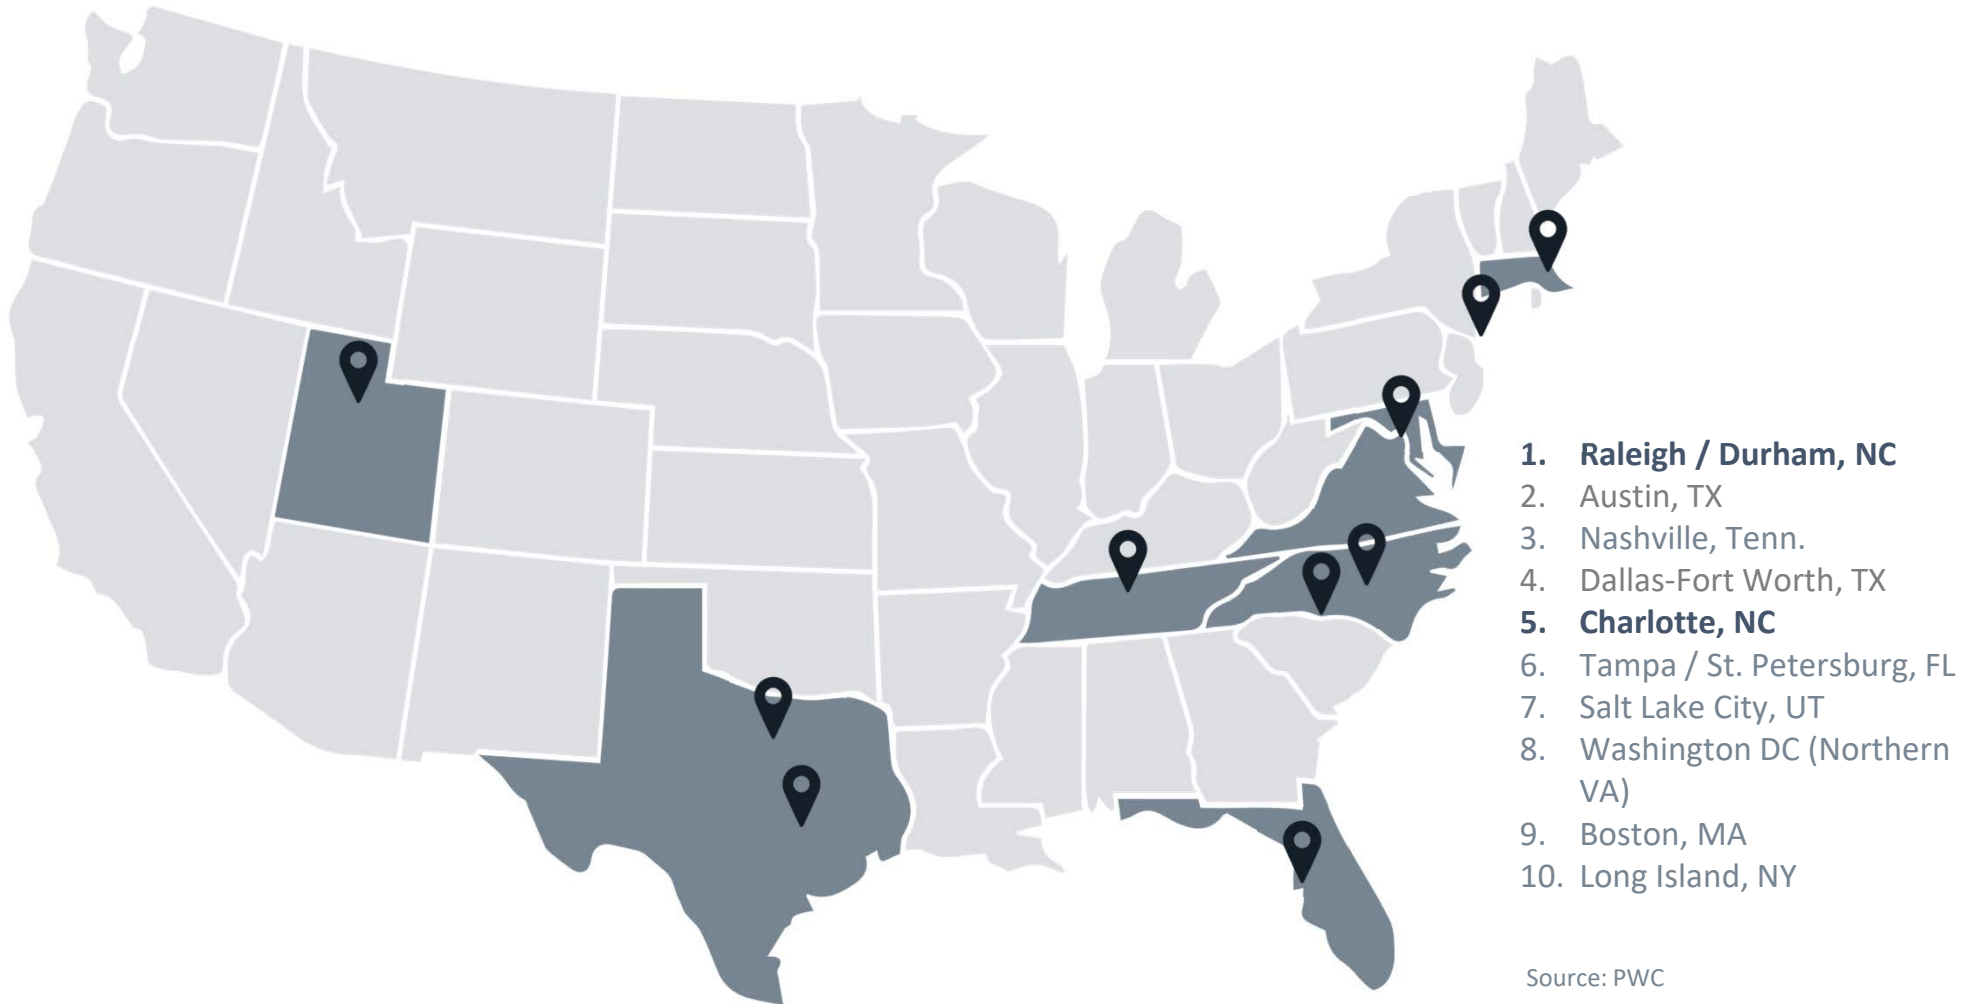 1. Raleigh / Durham, NC
2. Austin, TX
3. Nashville, Tenn.
4. Dallas-Fort Worth, TX
5. Charlotte, NC
6. Tampa / St. Petersburg, FL
7. Salt Lake City, UT
8. Washington DC (Northern
VA)
9. Boston, MA
10. Long Island, NY
Source: PWC